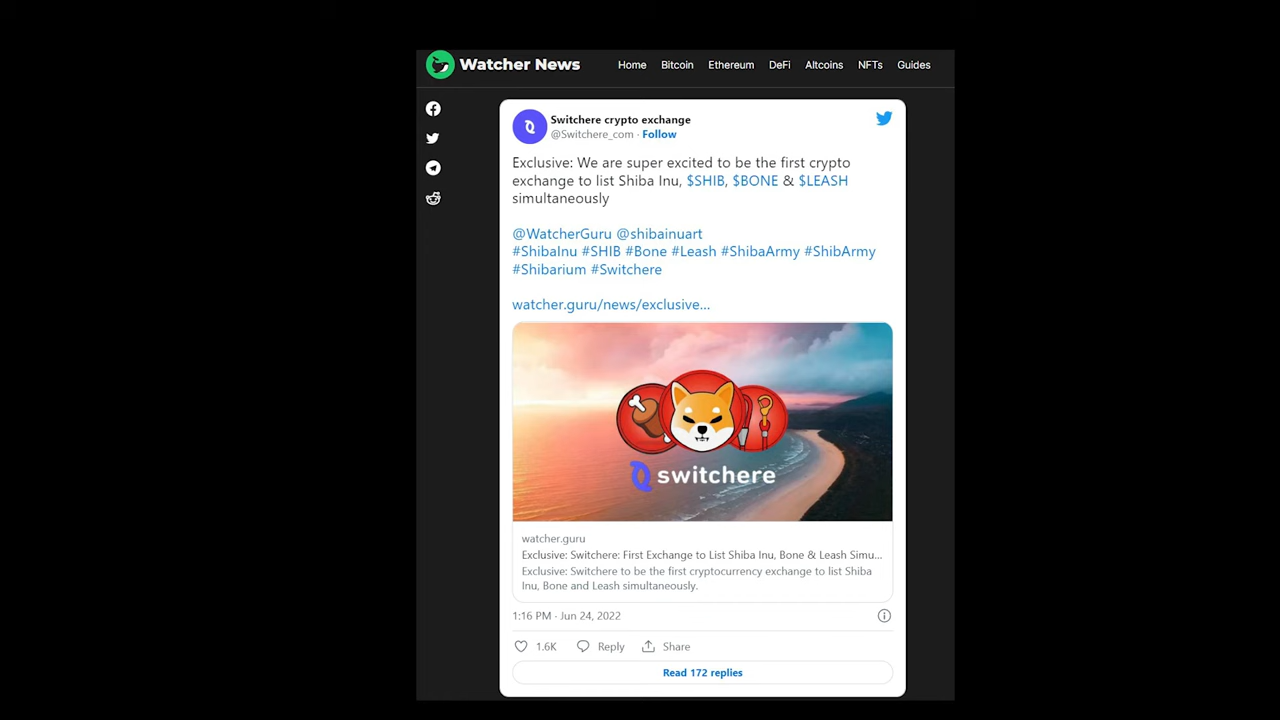 Watcher News
Home Bitcoin Ethereum DeFi Altcoins NFTs Guides
Switchere crypto exchange
@Switchere_com · Follow
Exclusive: We are super excited to be the first crypto
exchange to list Shiba Inu, $SHIB, $BONE & $LEASH
simultaneously
@WatcherGuru @shibainuart
#ShibaInu #SHIB #Bone #Leash #ShibaArmy #ShibArmy
#Shibarium #Switchere
watcher.guru/news/exclusive...
switchere
watcher.guru
Exclusive: Switchere: First Exchange to List Shiba Inu, Bone & Leash Simu...
Exclusive: Switchere to be the first cryptocurrency exchange to list Shiba
Inu, Bone and Leash simultaneously.
1:16 PM · Jun 24, 2022
1.6K Reply Share
Read 172 replies